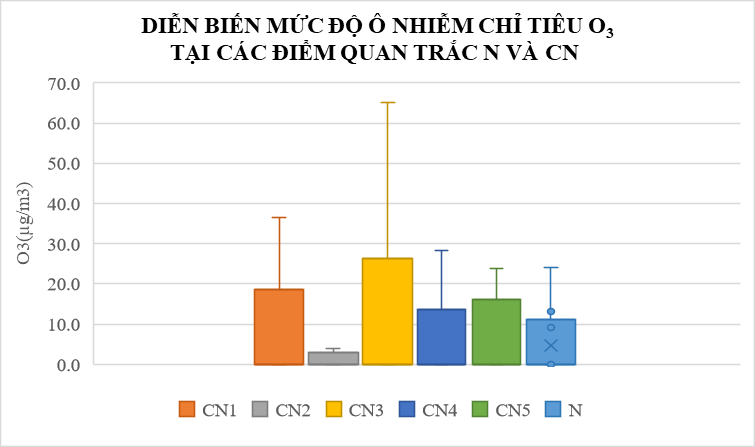 DIỄN BIẾN MỨC ĐỘ Ô NHIỄM CHỈ TIÊU O₃
TẠI CÁC ĐIỂM QUAN TRẮC N VÀ CN
70.0
60.0
50.0
40.0
30.0
20.0
10.0
0.0
O3(µg/m3)
CN1 CN2 CN3 CN4 CN5 N